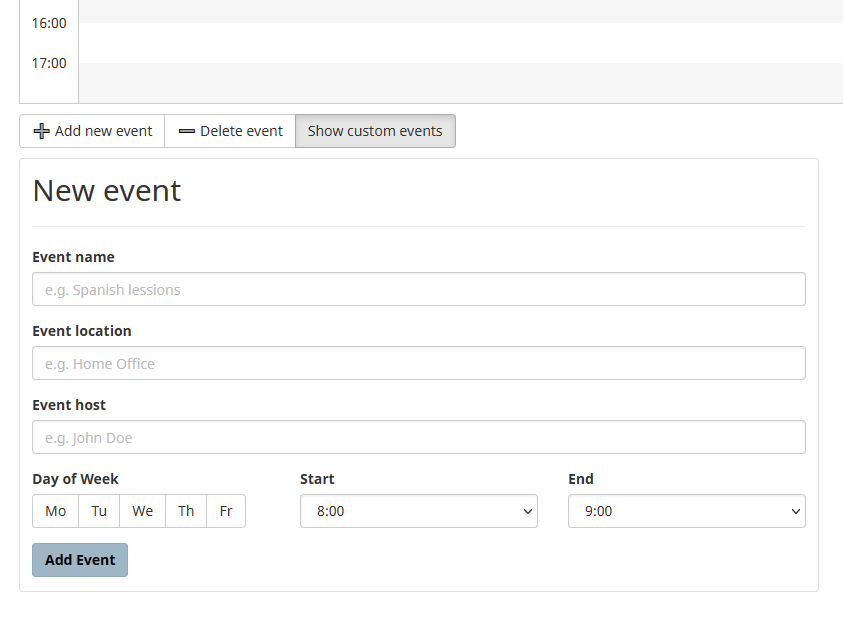 16:00
17:00
Add new event Delete event Show custom events
New event
Event name
e.g. Spanish lessions
Event location
e.g. Home Office
Event host
e.g. John Doe
Day of Week Start End
Mo Tu We Th Fr 8:00 9:00
Add Event